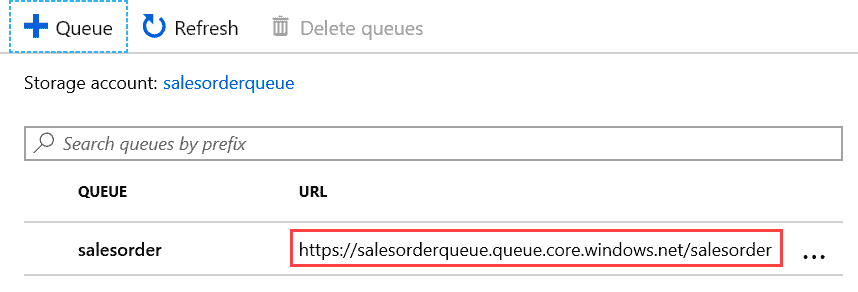 Queue Refresh Delete queues
Storage account: salesorderqueue
Search queues by prefix
QUEUE URL
salesorder https://salesorderqueue.queue.core.windows.net/salesorder ...